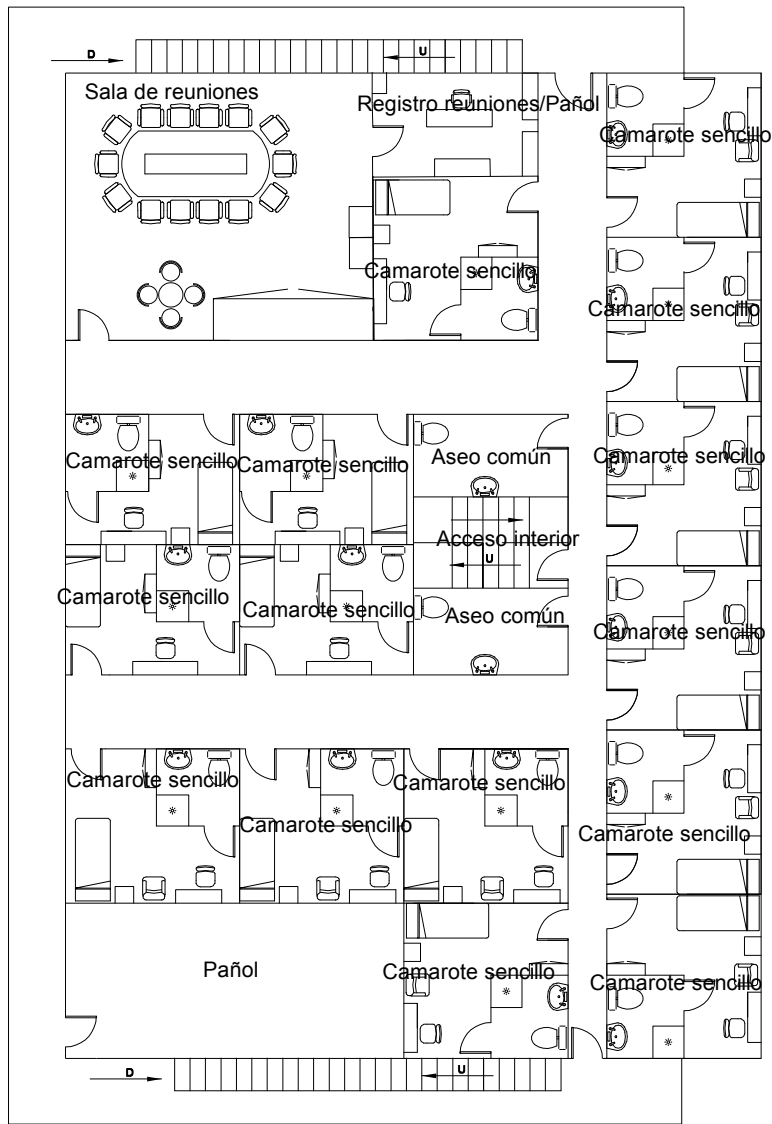 D
U
Sala de reuniones
Registro reuniones/Pañol
Camarote sencillo
Camarote sencillo
Camarote sencillo
Camarote sencillo
Camarote sencillo
Aseo común
Camarote sencillo
Acceso interior
U
Camarote sencillo
Camarote sencillo
Aseo común
Camarote sencillo
Camarote sencillo
Camarote sencillo
Camarote sencillo
Camarote sencillo
Pañol
Camarote sencillo
Camarote sencillo
D
U